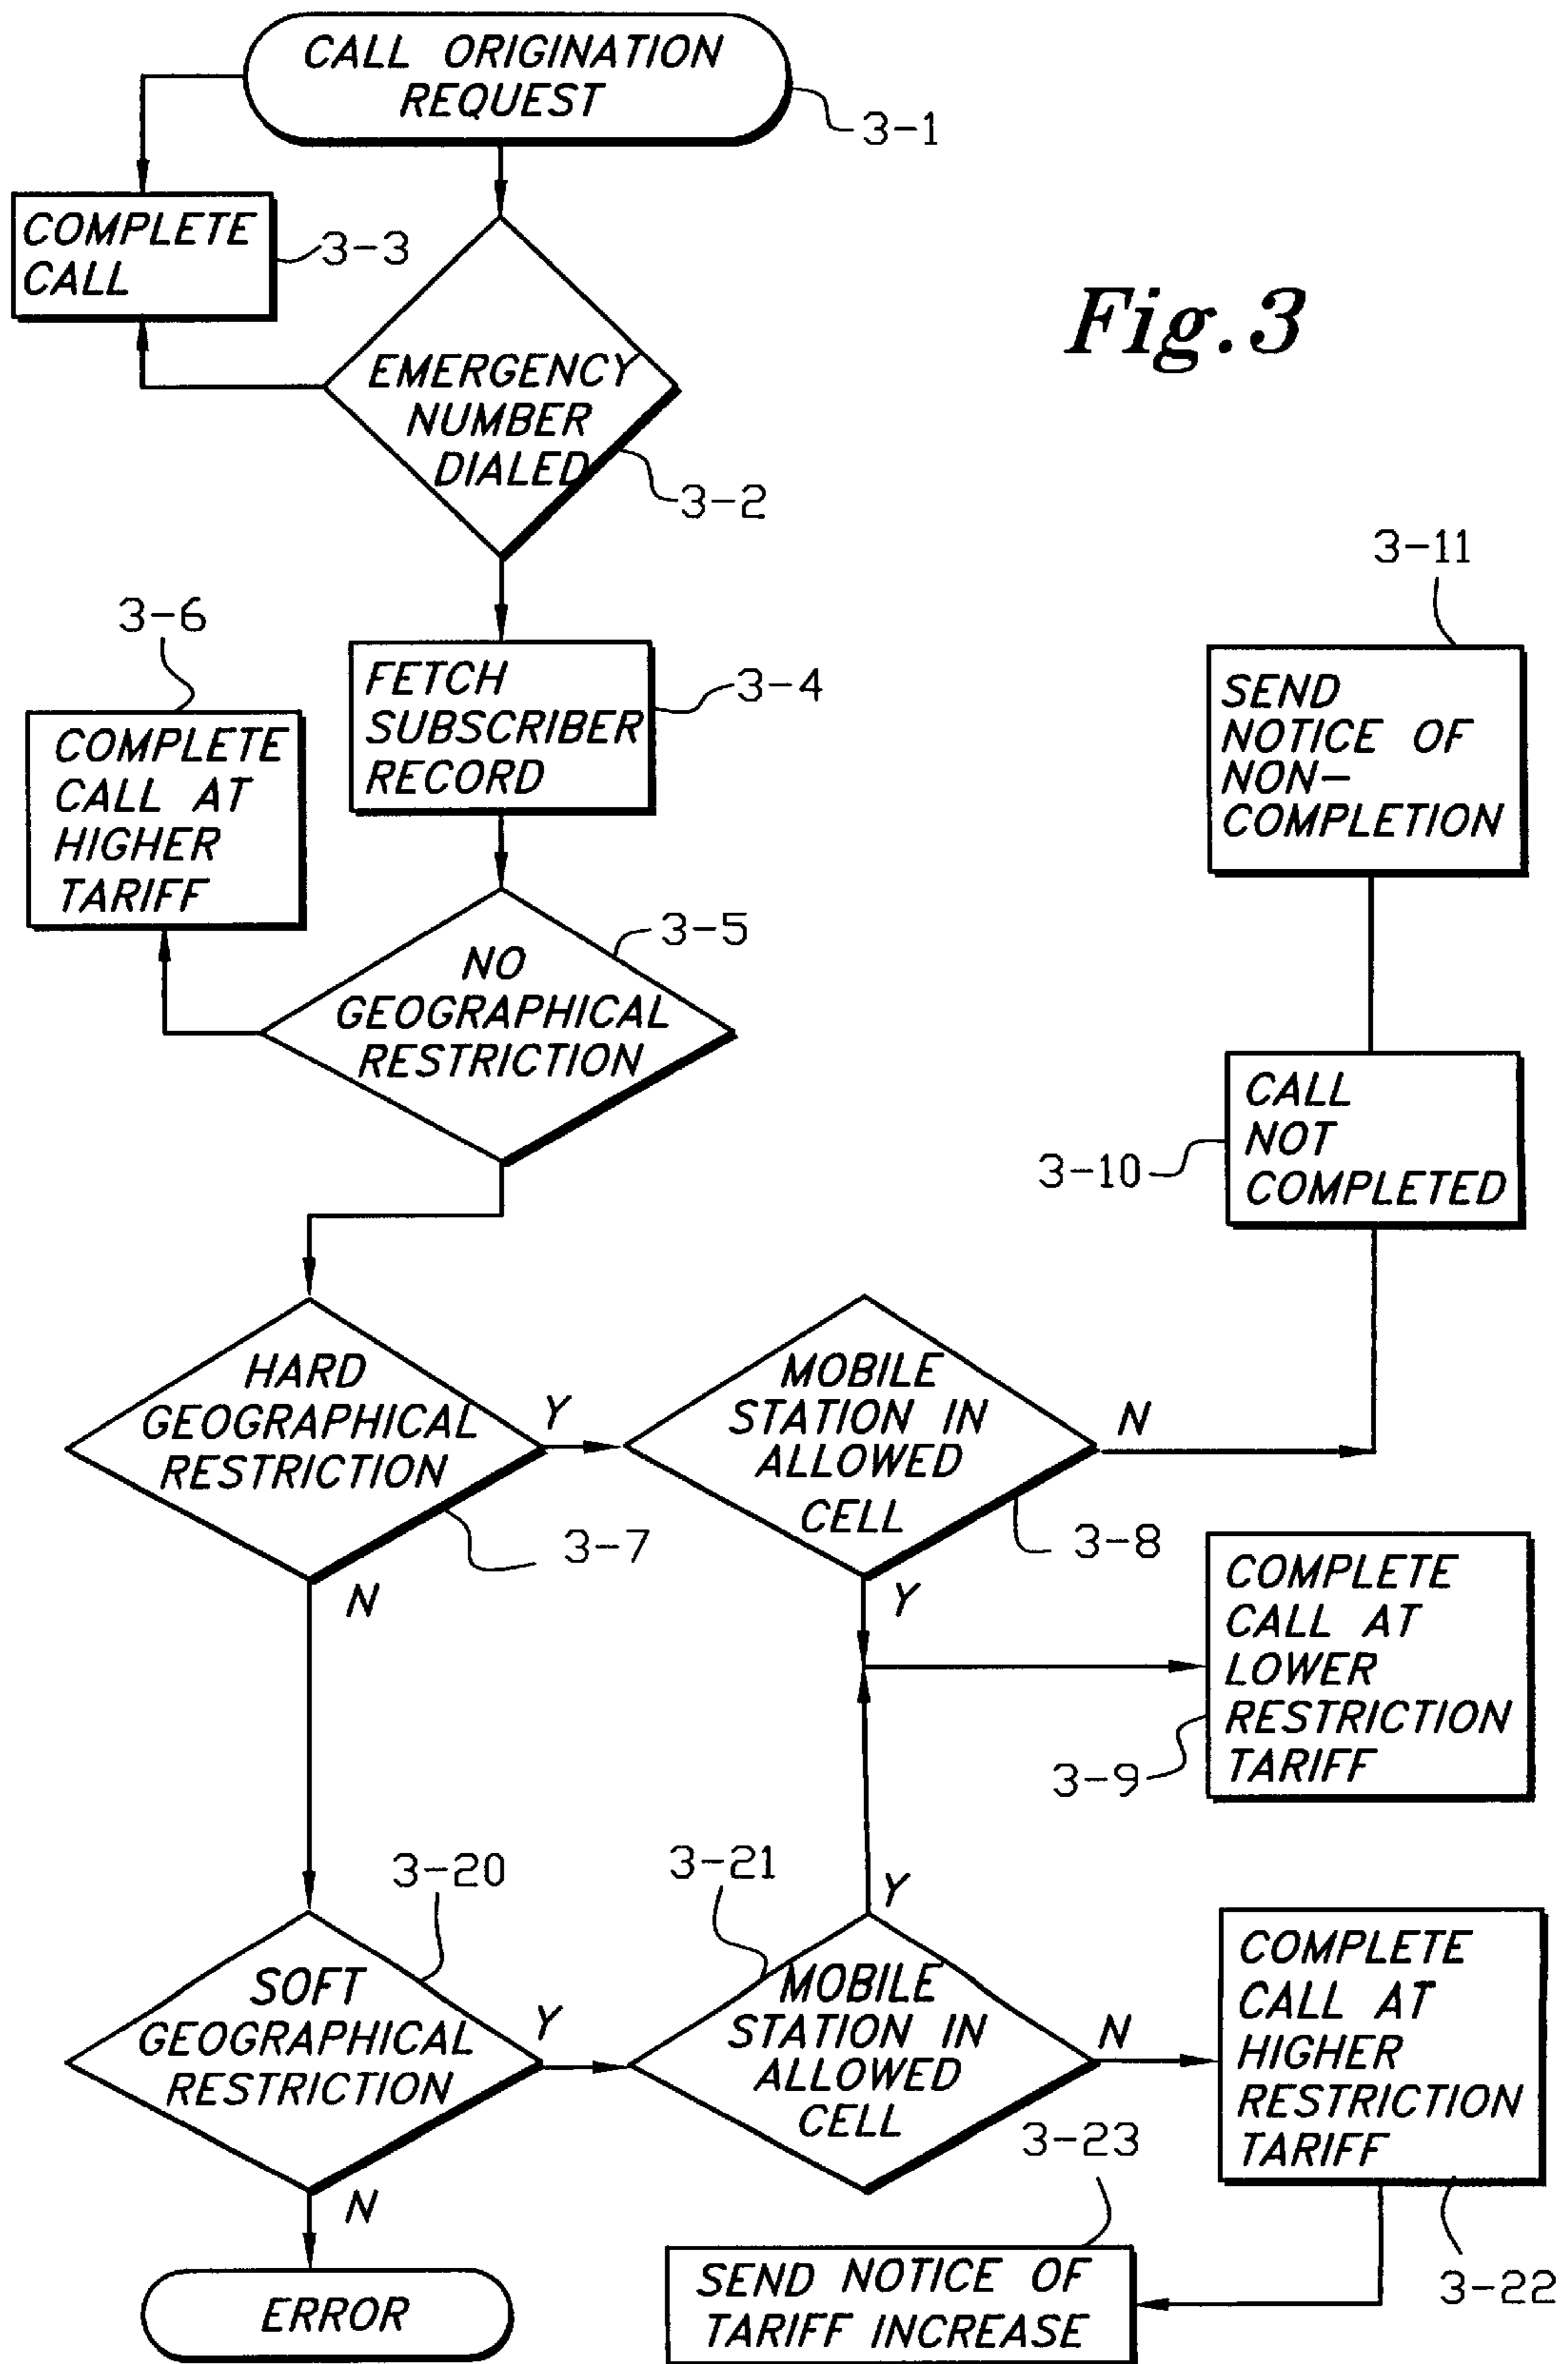 CALL ORIGINATION
REQUEST
3-1
COMPLETE
CALL
3-3
Fig.3
EMERGENCY
NUMBER
DIALED
3-2
3-11
3-6
FETCH
SUBSCRIBER
RECORD
3-4
SEND
NOTICE OF
NON-
COMPLETION
COMPLETE
CALL AT
HIGHER
TARIFF
NO
GEOGRAPHICAL
RESTRICTION
3-5
CALL
NOT
COMPLETED
3-10
HARD
GEOGRAPHICAL
RESTRICTION
Y
3-7
N
MOBILE
STATION IN
ALLOWED
CELL
N
3-8
Y
COMPLETE
CALL AT
LOWER
RESTRICTION
TARIFF
3-9
3-20
SOFT
GEOGRAPHICAL
RESTRICTION
Y
N
3-21
Y
MOBILE
STATION IN
ALLOWED
CELL
N
COMPLETE
CALL AT
HIGHER
RESTRICTION
TARIFF
3-23
3-22
SEND NOTICE OF
TARIFF INCREASE
ERROR